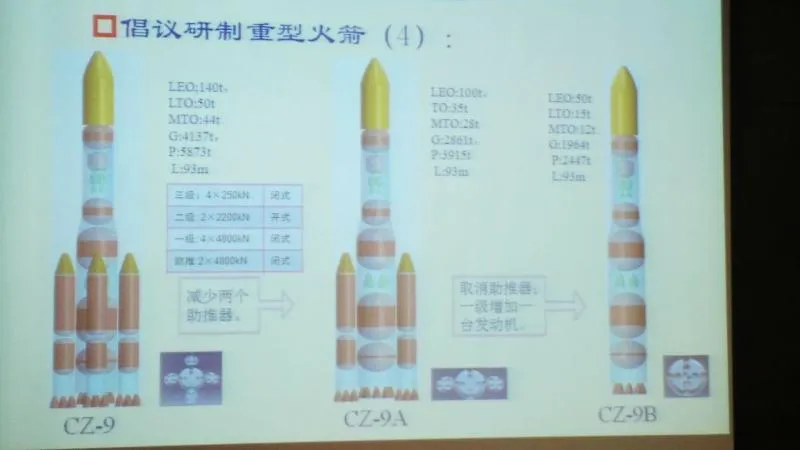 倡议研制重型火箭（4）：
LEO:140t,
LTO:50t
MTO:44t
G:4137t,
P:5873t
L:93m
三级：4×250kN 闭式
二级:2×2200kN 开式
一级:4×4800kN 闭式
助推:2×4800kN 闭式
减少两个
助推器。
CZ-9
LEO:100t,
TO:35t
MTO:28t
G:2861t,
P:3915t
L:93m
取消助推器;
一级增加一
台发动机.
CZ-9A
LEO:50t
LTO:15t
MTO:12t
G:1964t
P:2447t
L:93m
CZ-9B